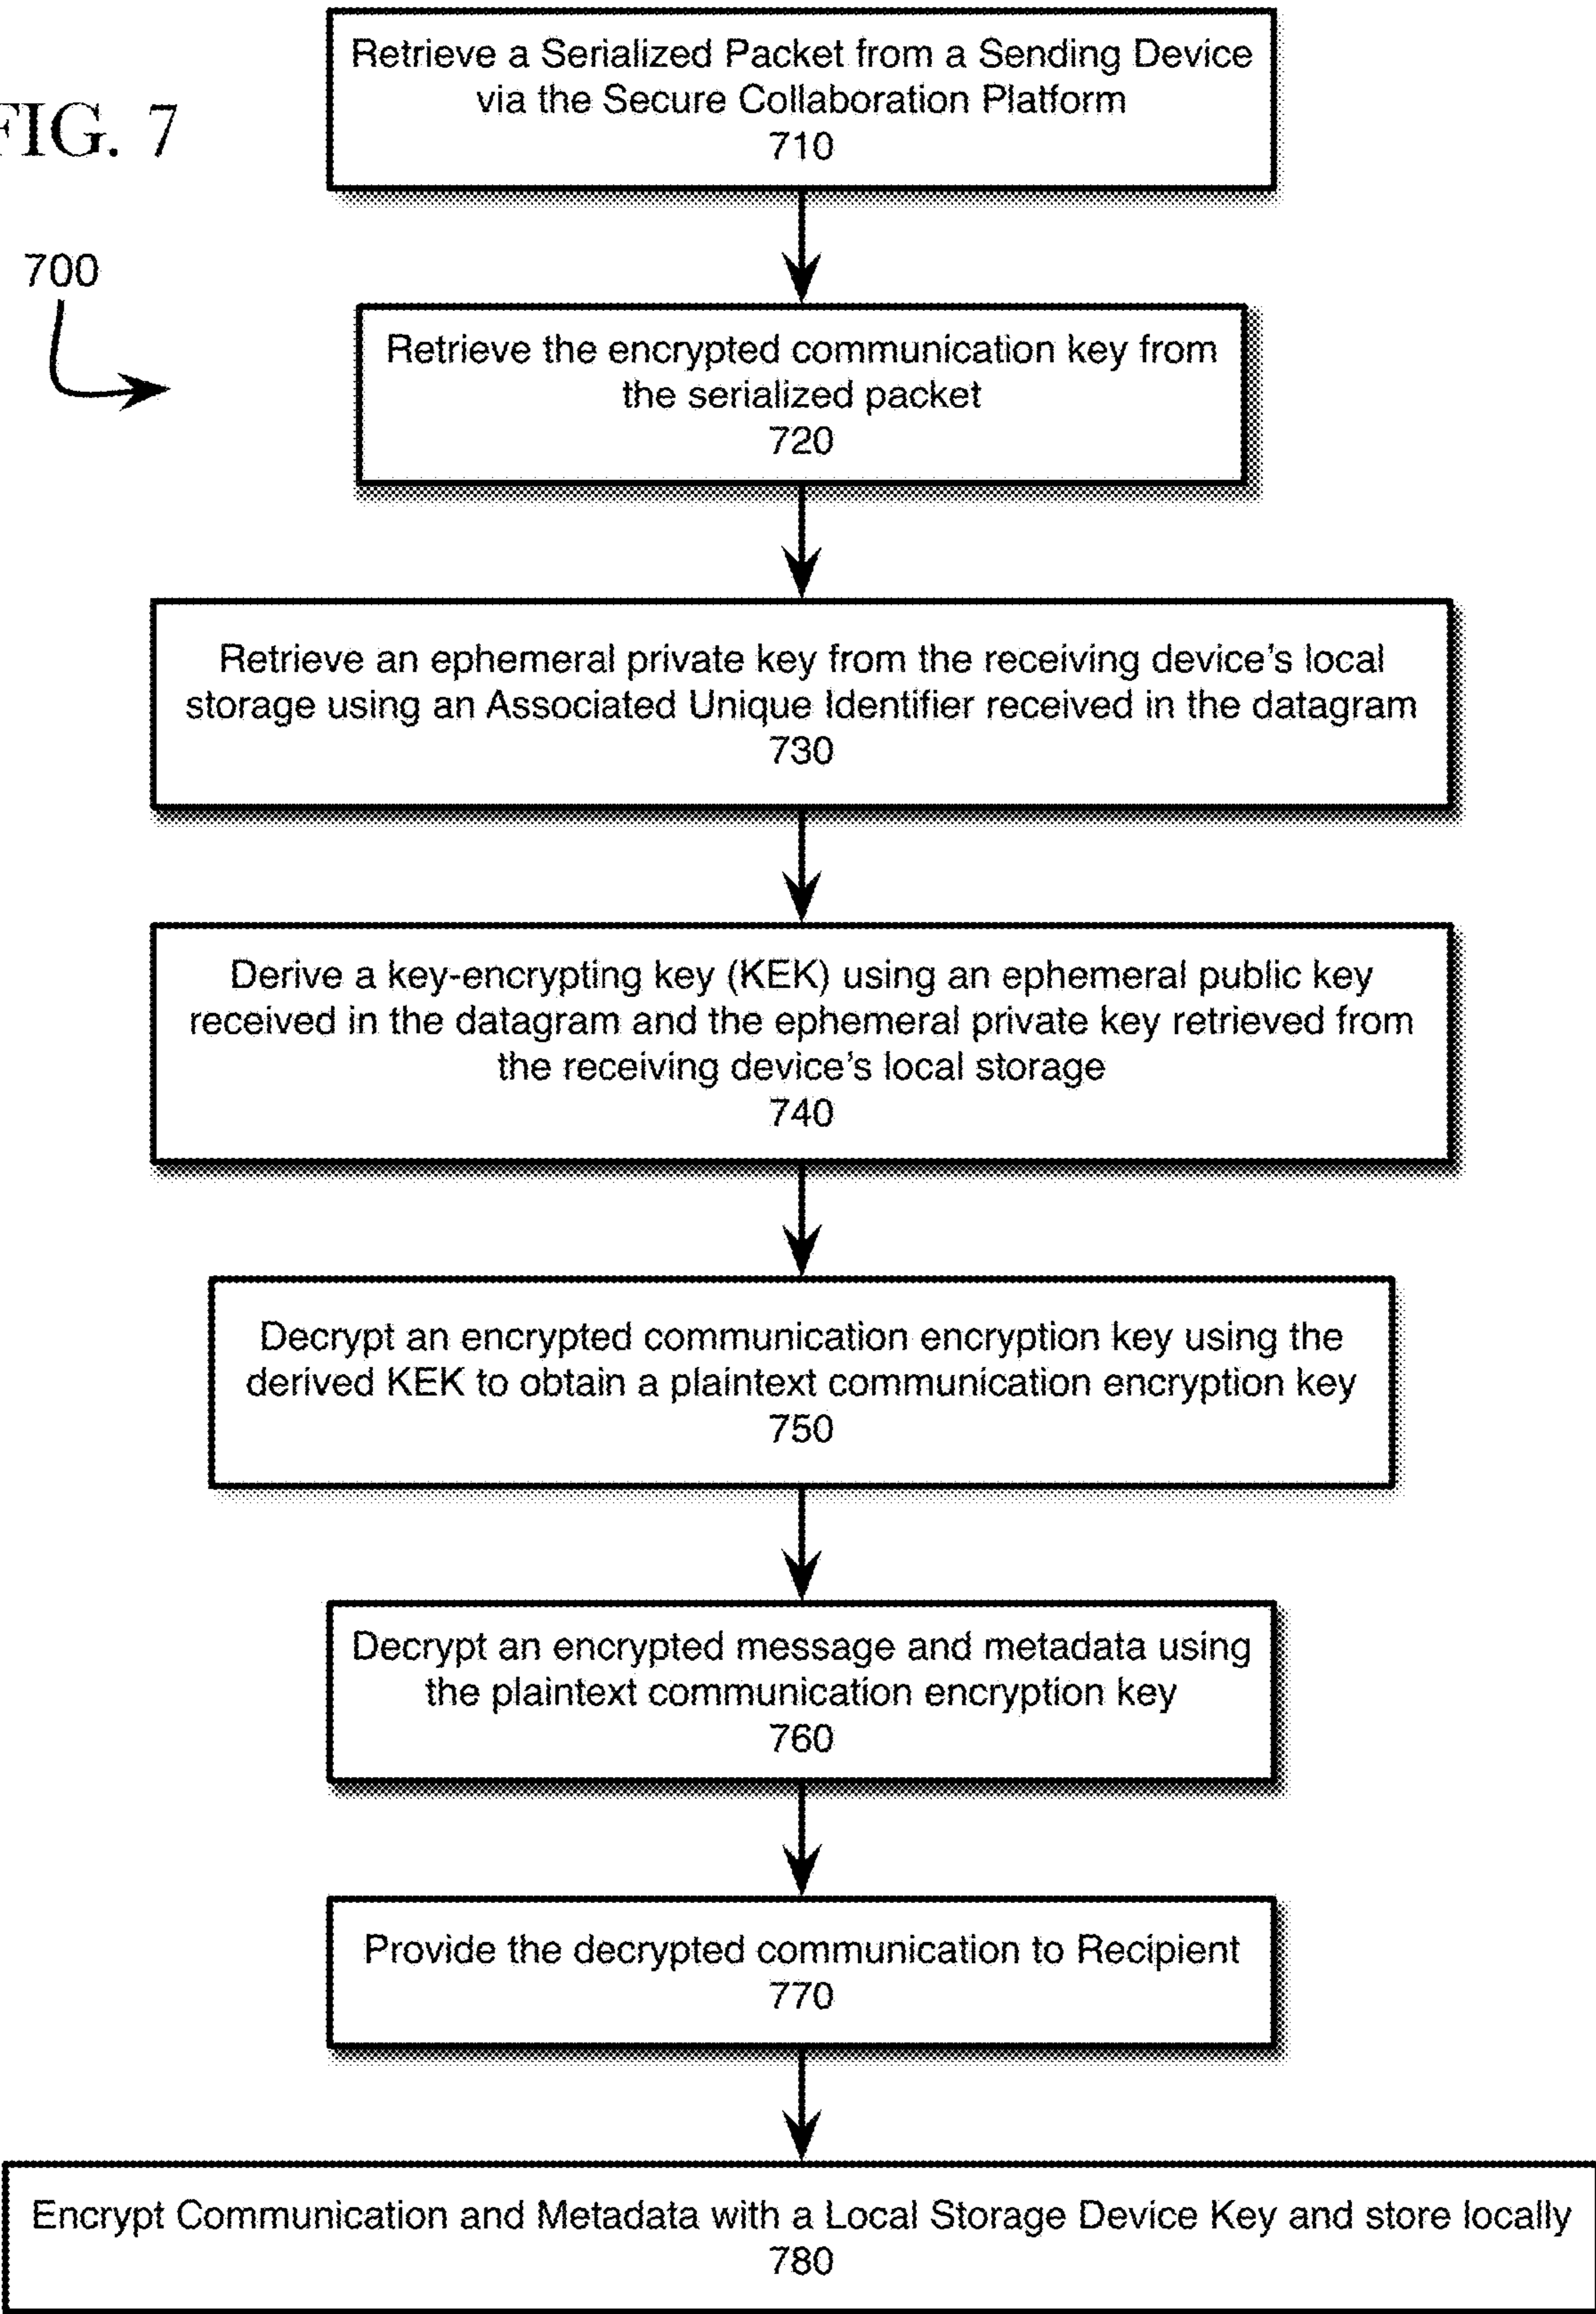 Retrieve a Serialized Packet from a Sending Device
via the Secure Collaboration Platform
710
FIG. 7
700
Retrieve the encrypted communication key from
the serialized packet
720
Retrieve an ephemeral private key from the receiving device's local
storage using an Associated Unique Identifier received in the datagram
730
Derive a key-encrypting key (KEK) using an ephemeral public key
received in the datagram and the ephemeral private key retrieved from
the receiving device's local storage
740
Decrypt an encrypted communication encryption key using the
derived KEK to obtain a plaintext communication encryption key
750
Decrypt an encrypted message and metadata using
the plaintext communication encryption key
760
Provide the decrypted communication to Recipient
770
Encrypt Communication and Metadata with a Local Storage Device Key and store locally
780